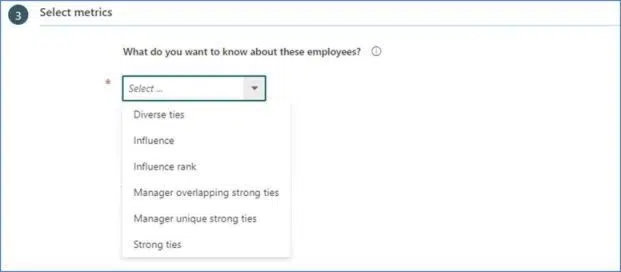 3 Select metrics
What do you want to know about these employees?
* Select ...
Diverse ties
Influence
Influence rank
Manager overlapping strong ties
Manager unique strong ties
Strong ties